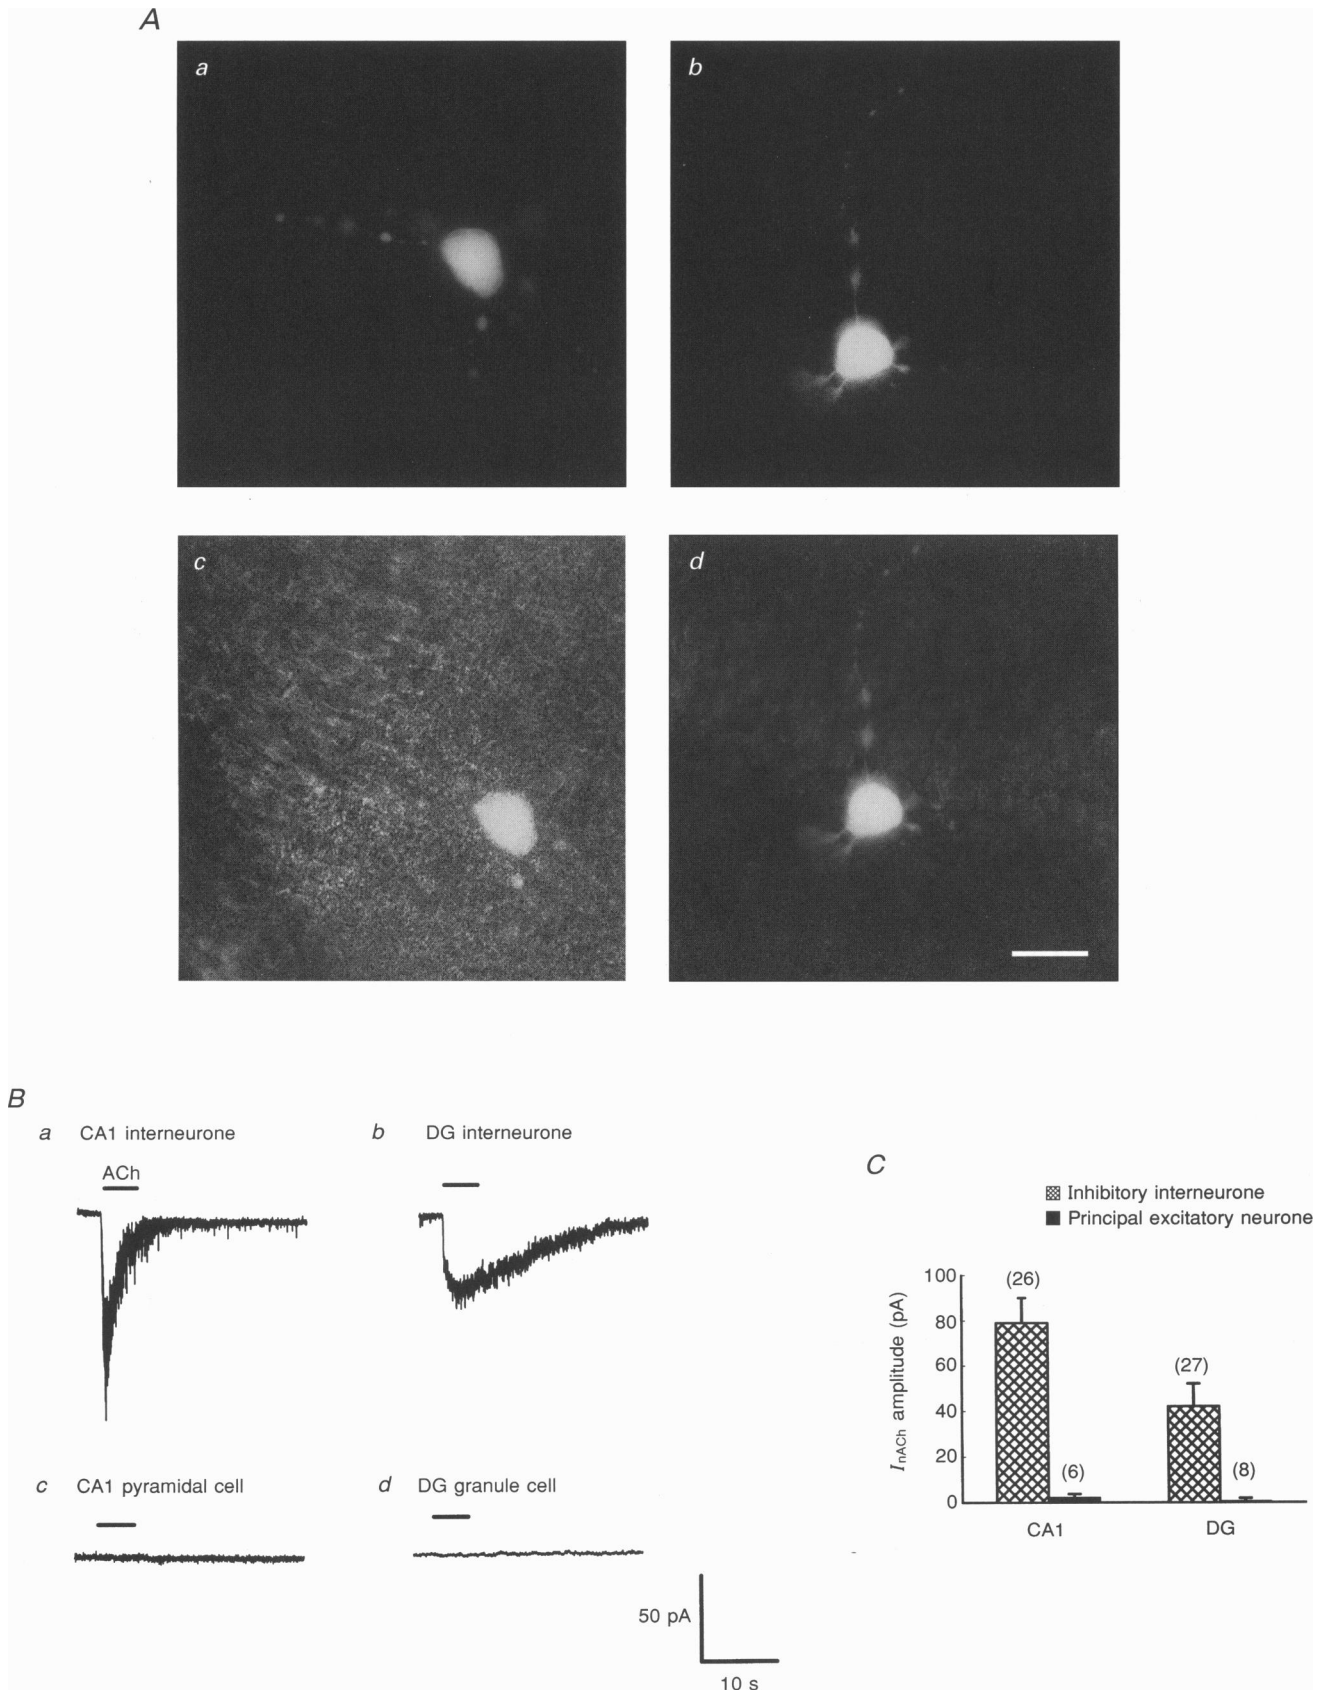 A
a
b
c
d
B
a CA1 interneurone
b DG interneurone
ACh
c CA1 pyramidal cell
d DG granule cell
50 pA
10 s
C
Inhibitory interneurone
Principal excitatory neurone
InACh amplitude (pA)
100
80
60
40
20
0
(26)
(6)
(27)
(8)
CA1
DG